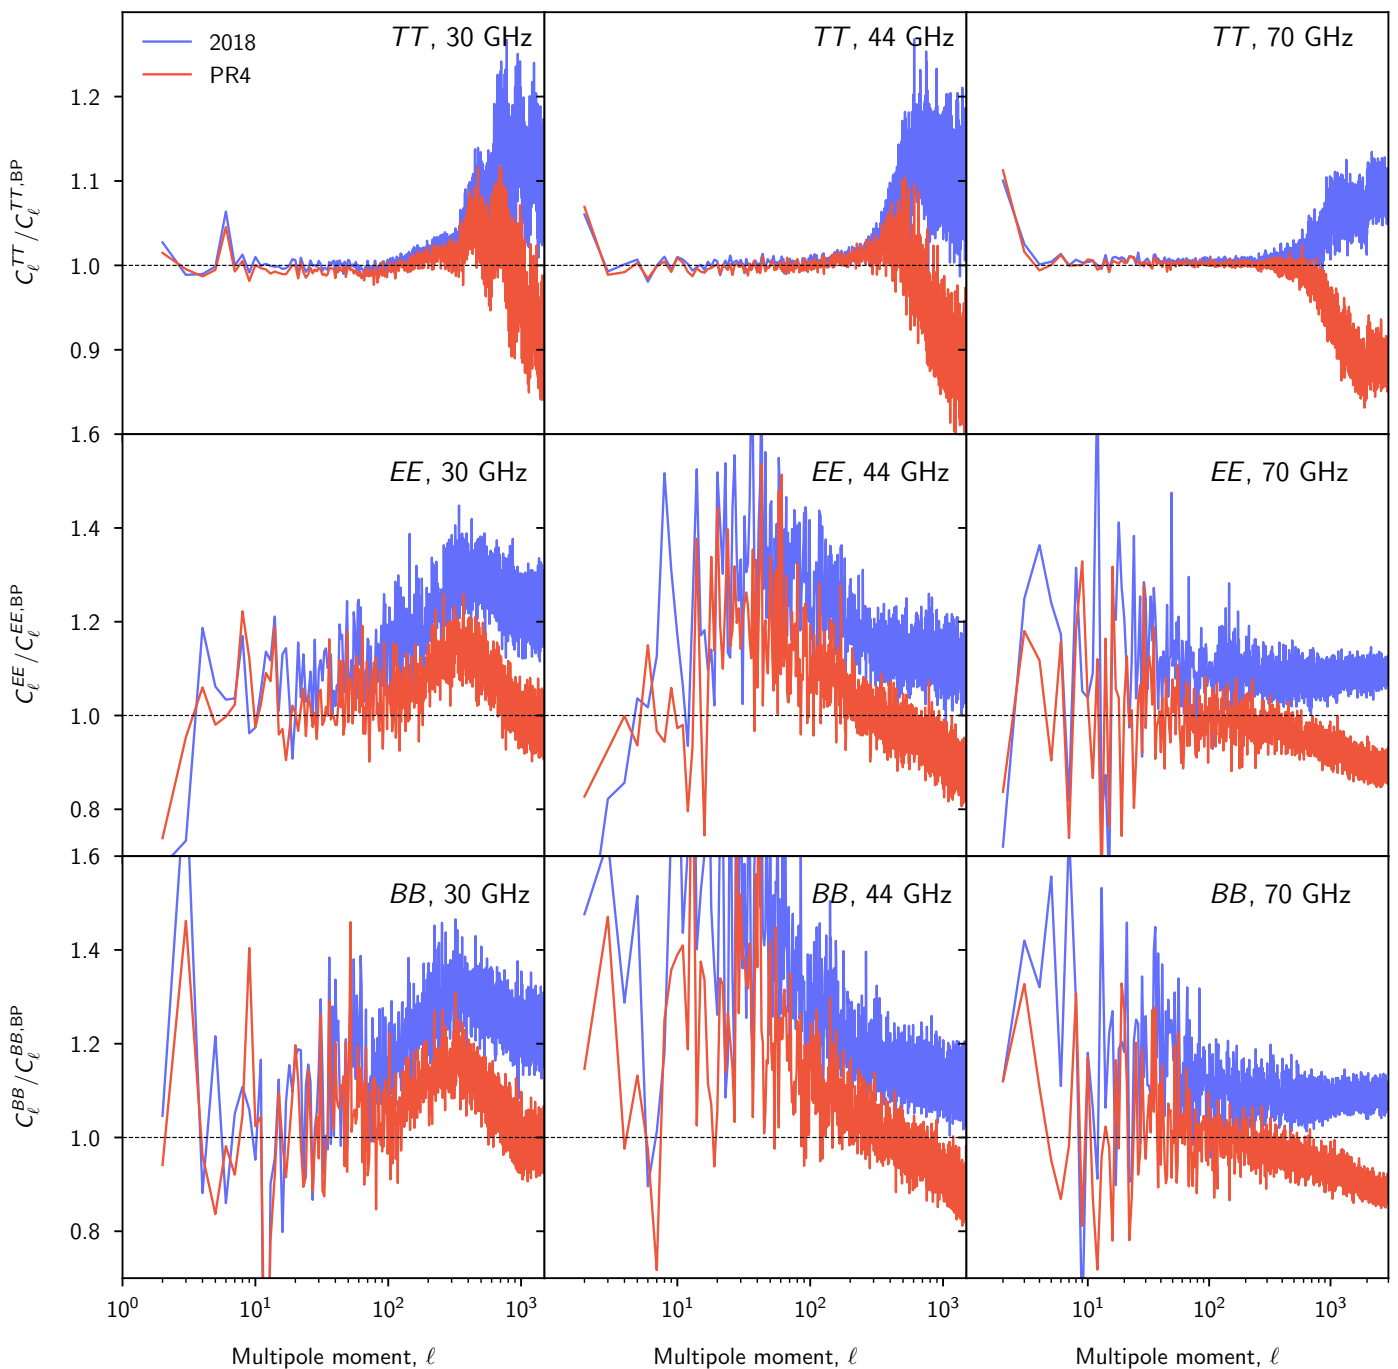 TT, 30 GHz
TT, 44 GHz
TT, 70 GHz
2018
PR4
1.2
1.1
1.0
0.9
C_ℓ^{TT} / C_ℓ^{TT,BP}
EE, 30 GHz
EE, 44 GHz
EE, 70 GHz
1.6
1.4
1.2
1.0
0.8
C_ℓ^{EE} / C_ℓ^{EE,BP}
BB, 30 GHz
BB, 44 GHz
BB, 70 GHz
1.6
1.4
1.2
1.0
0.8
C_ℓ^{BB} / C_ℓ^{BB,BP}
10^0 10^1 10^2 10^3
10^1 10^2 10^3
10^1 10^2 10^3
Multipole moment, ℓ
Multipole moment, ℓ
Multipole moment, ℓ